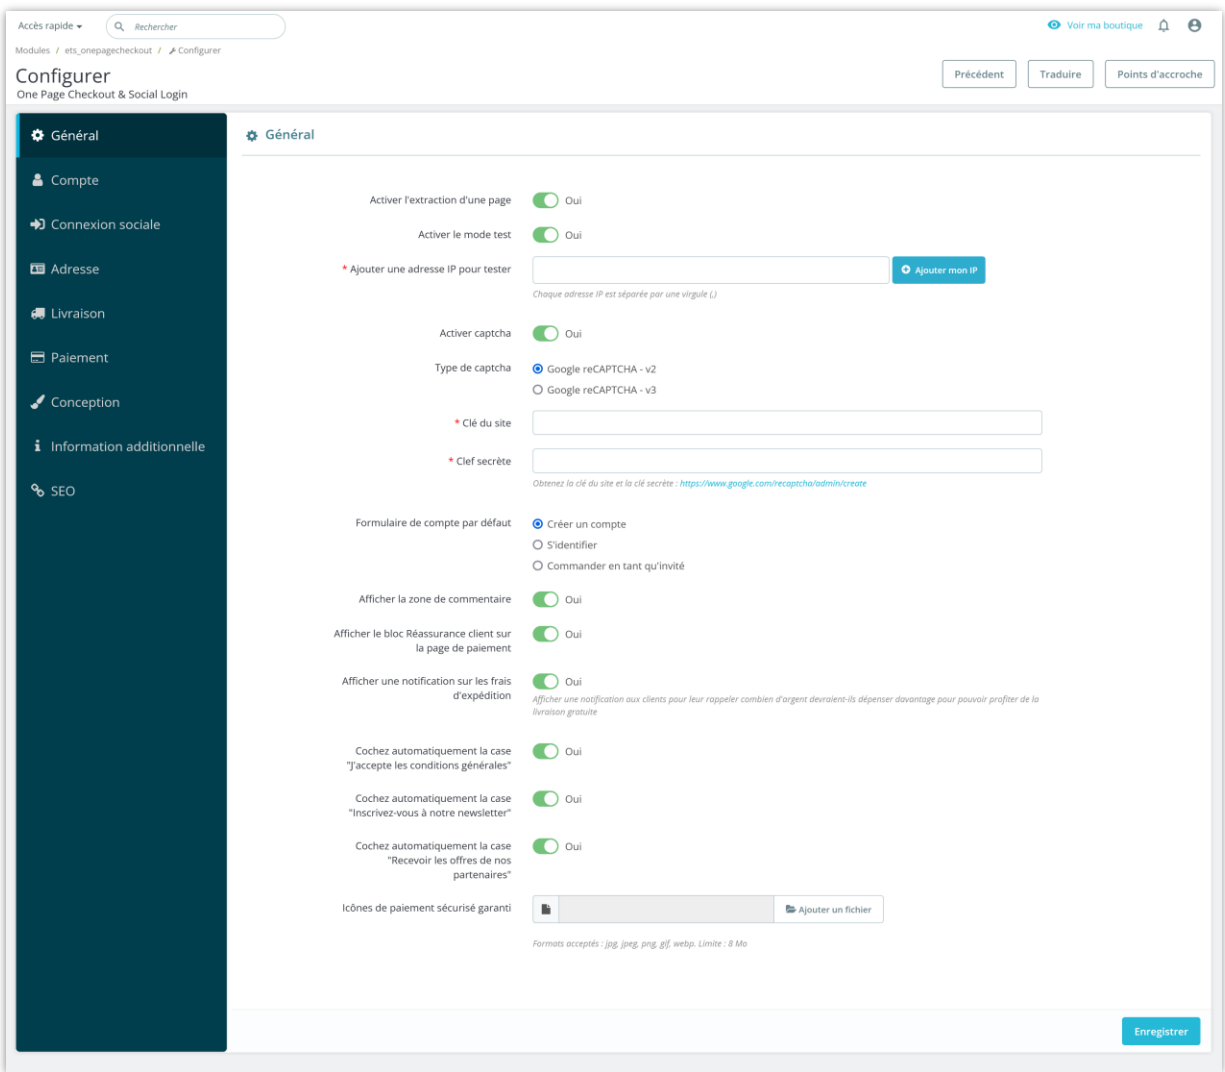 Accès rapide
Rechercher
Voir ma boutique
Modules / ets_onepagecheckout / Configurer
Configurer
One Page Checkout & Social Login
Précédent
Traduire
Points d'accroche
Général
Compte
Connexion sociale
Adresse
Livraison
Paiement
Conception
Information additionnelle
SEO
Général
Activer l'extraction d'une page
Oui
Activer le mode test
Oui
* Ajouter une adresse IP pour tester
Ajouter mon IP
Chaque adresse IP est séparée par une virgule (,)
Activer captcha
Oui
Type de captcha
Google reCAPTCHA - v2
Google reCAPTCHA - v3
* Clé du site
* Clef secrète
Obtenez la clé du site et la clé secrète : https://www.google.com/recaptcha/admin/create
Formulaire de compte par défaut
Créer un compte
S'identifier
Commander en tant qu'invité
Afficher la zone de commentaire
Oui
Afficher le bloc Réassurance client sur
la page de paiement
Oui
Afficher une notification sur les frais
d'expédition
Oui
Afficher une notification aux clients pour leur rappeler combien d'argent devraient-ils dépenser davantage pour pouvoir profiter de la
livraison gratuite
Cochez automatiquement la case
"J'accepte les conditions générales"
Oui
Cochez automatiquement la case
"Inscrivez-vous à notre newsletter"
Oui
Cochez automatiquement la case
"Recevoir les offres de nos
partenaires"
Oui
Icônes de paiement sécurisé garanti
Ajouter un fichier
Formats acceptés : jpg, jpeg, png, gif, webp. Limite : 8 Mo
Enregistrer